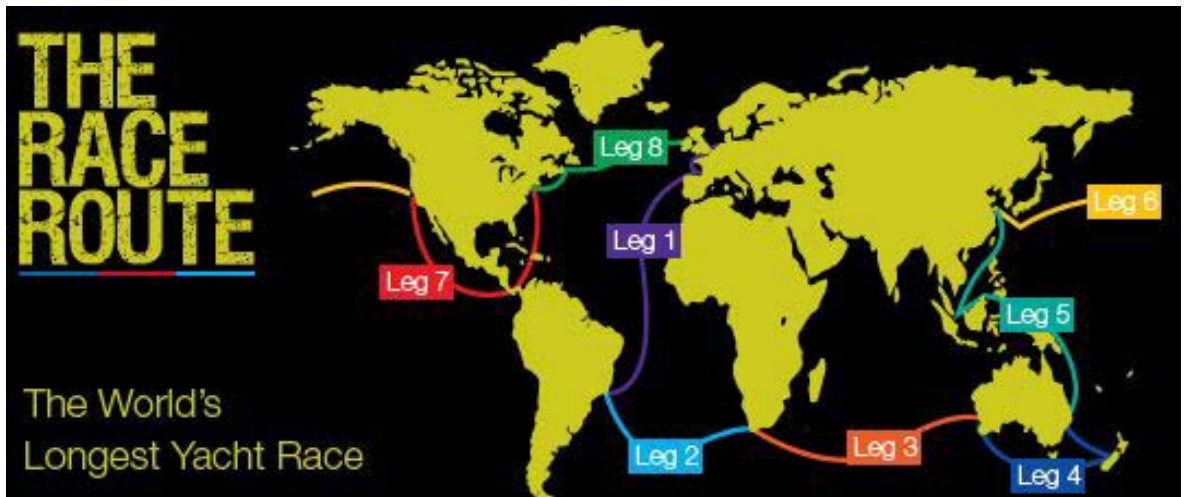 THE
RACE
ROUTE
The World's
Longest Yacht Race
Leg 8
Leg 1
Leg 7
Leg 6
Leg 5
Leg 2
Leg 3
Leg 4